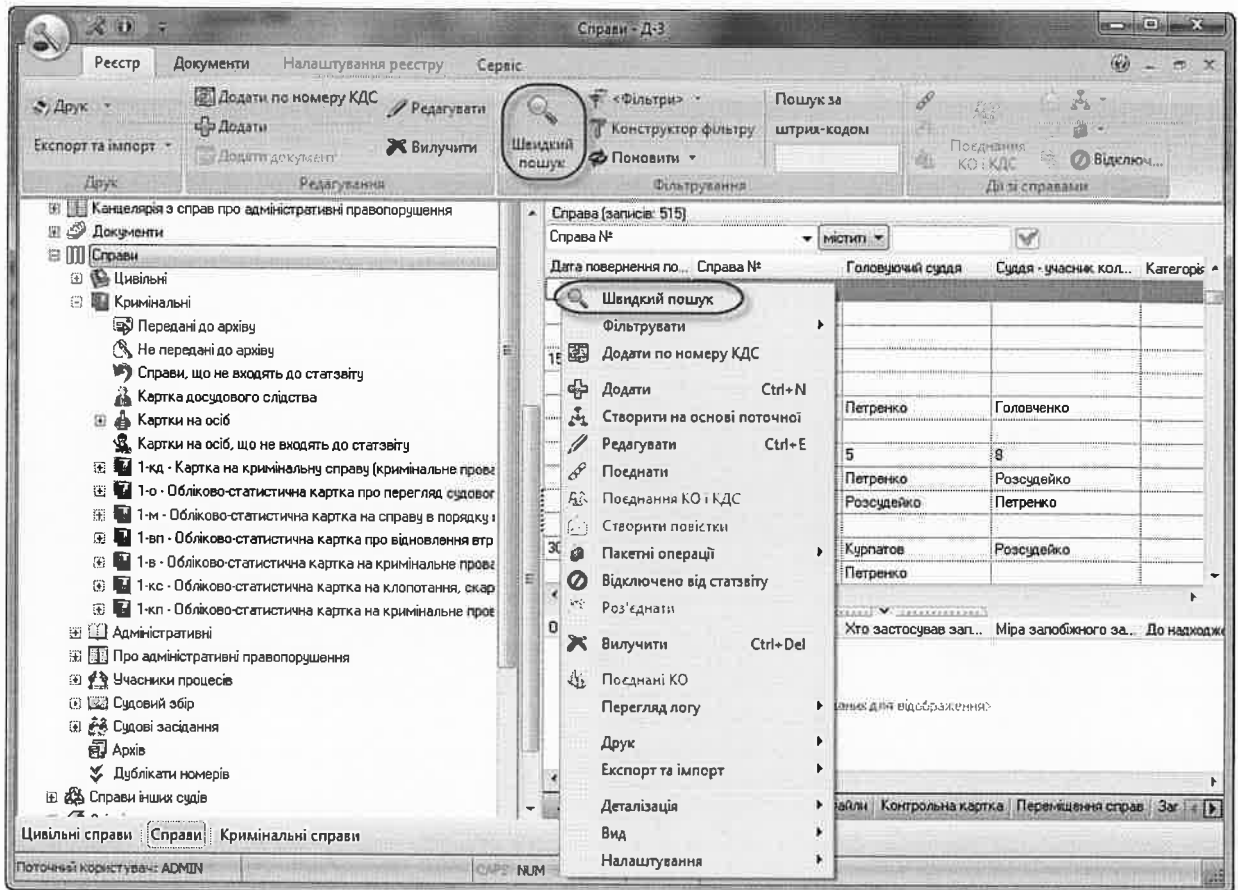 Справи - Д-3
Реєстр Документи Налаштування реєстру Сервіс
Друк
Експорт та імпорт
Друк
Додати по номеру КДС
Додати
Додати документ
Редагувати
Вилучити
Редагування
Швидкий
пошук
<Фільтри>
Конструктор фільтру
Поновити
Пошук за
штрих-кодом
Фільтрування
Поєднання
КО і КДС
Відключ...
Дії зі справами
Канцелярія з справ про адміністративні правопорушення
Документи
Справи
Цивільні
Кримінальні
Передані до архіву
Не передані до архіву
Справи, що не входять до статзвіту
Картка досудового слідства
Картки на осіб
Картки на осіб, що не входять до статзвіту
1-кд - Картка на кримінальну справу (кримінальне прова
1-о - Обліково-статистична картка про перегляд судовог
1-м - Обліково-статистична картка на справу в порядку
1-вп - Обліково-статистична картка про відновлення втр
1-в - Обліково-статистична картка на кримінальне прова
1-кс - Обліково-статистична картка на клопотання, скар
1-кп - Обліково-статистична картка на кримінальне пров
Адміністративні
Про адміністративні правопорушення
Учасники процесів
Судовий збір
Судові засідання
Архів
Дублікати номерів
Справи інших судів
Справа (записів: 515)
Справа № містить
Дата повернення по... Справа № Головуючий суддя Суддя - учасник кол... Категорія
15
Петренко Головченко
5 8
Петренко Розсудейко
Розсудейко Петренко
30 Курпатов Розсудейко
Петренко
0 Хто застосував зап... Міра запобіжного за... До надходже
даних для відображення>
Швидкий пошук
Фільтрувати
Додати по номеру КДС
Додати Ctrl+N
Створити на основі поточної
Редагувати Ctrl+E
Поєднати
Поєднання КО і КДС
Створити повістки
Пакетні операції
Відключено від статзвіту
Роз'єднати
Вилучити Ctrl+Del
Поєднані КО
Перегляд логу
Друк
Експорт та імпорт
Деталізація
Вид
Налаштування
файли Контрольна картка Переміщення справ Заг
Цивільні справи Справи Кримінальні справи
Поточний користувач: ADMIN CAPS NUM